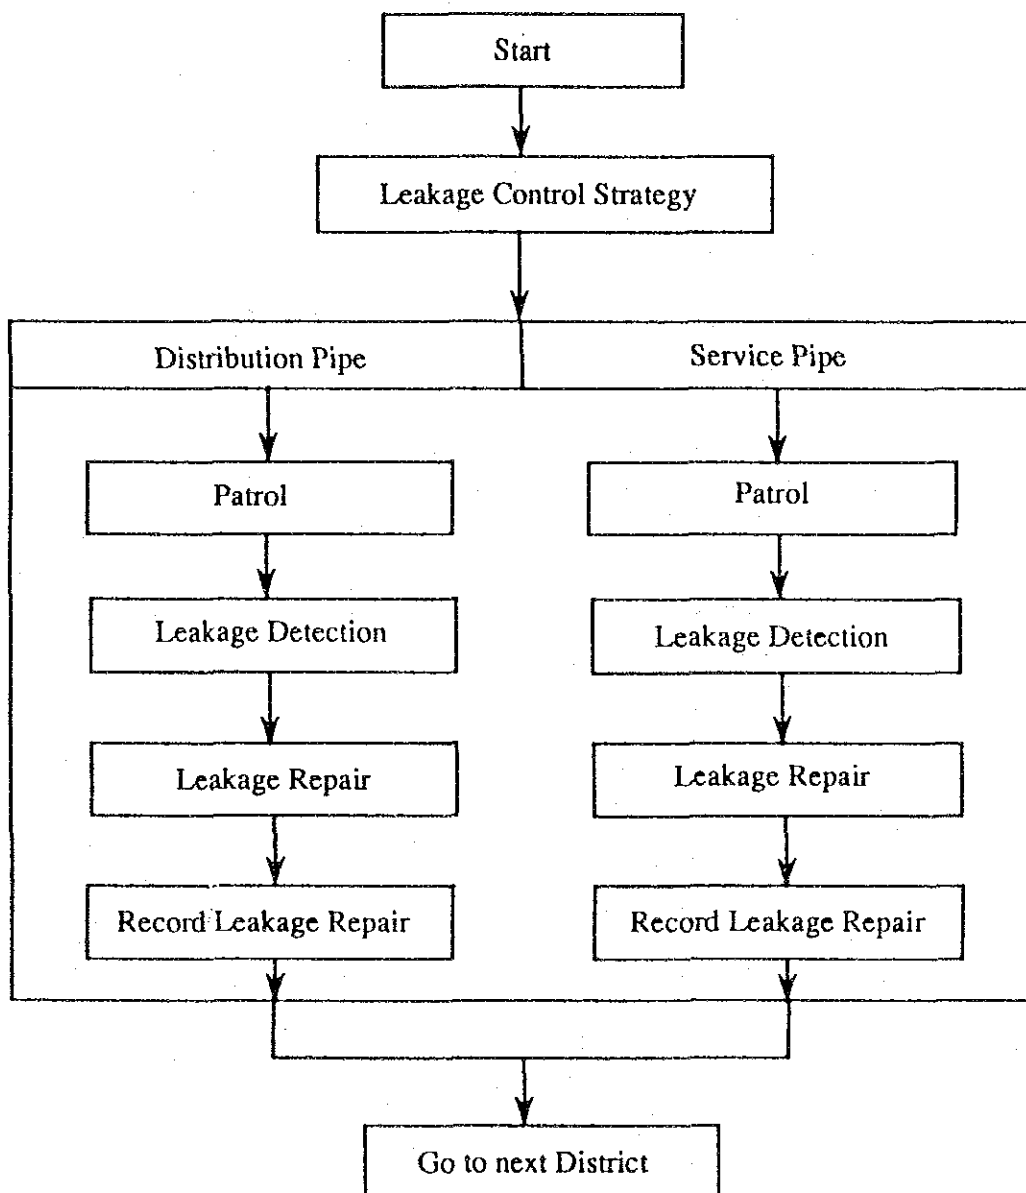 Start
Leakage Control Strategy
Distribution Pipe
Service Pipe
Patrol
Patrol
Leakage Detection
Leakage Detection
Leakage Repair
Leakage Repair
Record Leakage Repair
Record Leakage Repair
Go to next District